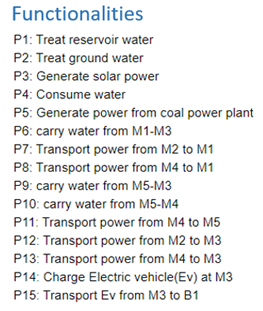 Functionalities
P1: Treat reservoir water
P2: Treat ground water
P3: Generate solar power
P4: Consume water
P5: Generate power from coal power plant
P6: carry water from M1-M3
P7: Transport power from M2 to M1
P8: Transport power from M4 to M1
P9: carry water from M5-M3
P10: carry water from M5-M4
P11: Transport power from M4 to M5
P12: Transport power from M2 to M3
P13: Transport power from M4 to M3
P14: Charge Electric vehicle(Ev) at M3
P15: Transport Ev from M3 to B1